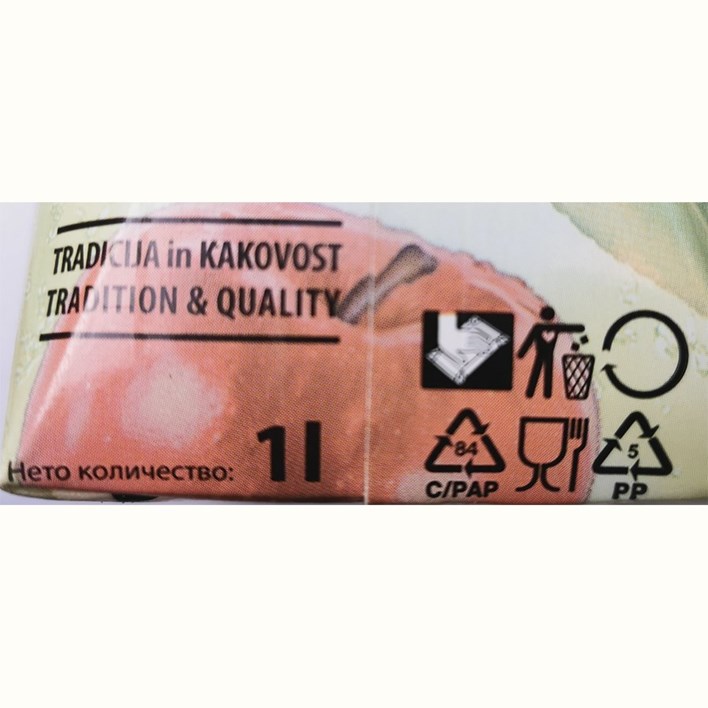 TRADICIJA in KAKOVOST
TRADITION & QUALITY
Нето количество: 1l
84
C/PAP
5
PP